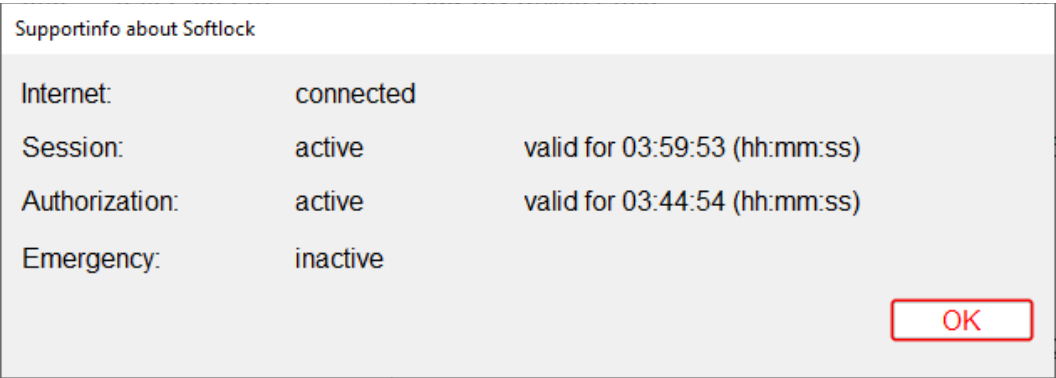 Supportinfo about Softlock
Internet: connected
Session: active valid for 03:59:53 (hh:mm:ss)
Authorization: active valid for 03:44:54 (hh:mm:ss)
Emergency: inactive
OK